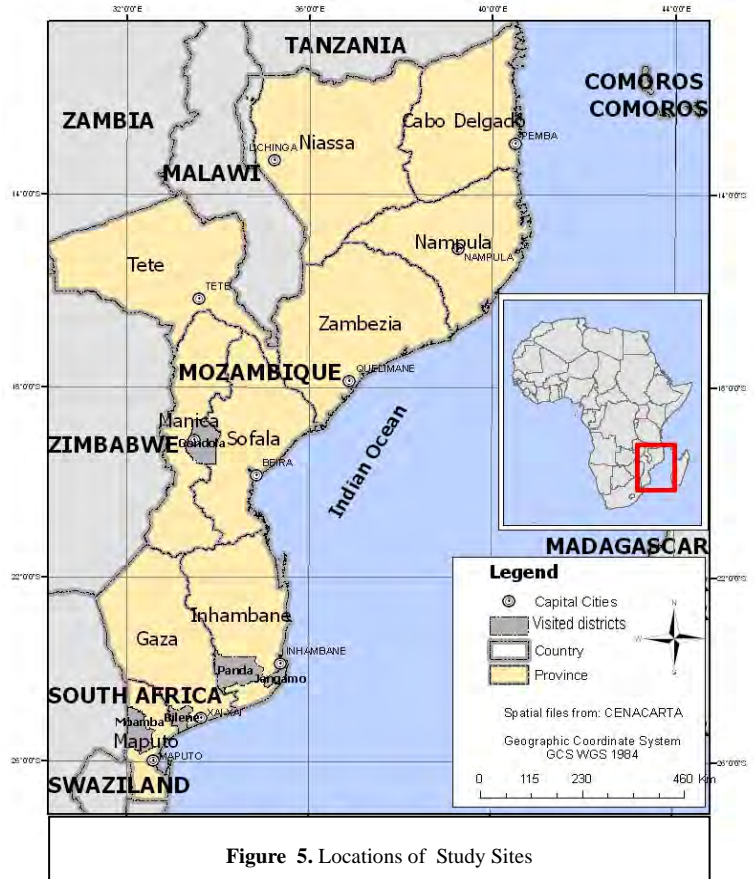 32°0'0"E 36°0'0"E 40°0'0"E 44°0'0"E
TANZANIA
COMOROS
COMOROS
ZAMBIA
Cabo Delgado
PEMBA
LICHINGA
Niassa
MALAWI
14°0'0"S 14°0'0"S
Nampula
NAMPULA
Tete
TETE
Zambezia
MOZAMBIQUE
QUELIMANE
18°0'0"S 18°0'0"S
Manica
Gondola
Sofala
ZIMBABWE
BEIRA
Indian Ocean
MADAGASCAR
22°0'0"S 22°0'0"S
Inhambane
Gaza
INHAMBANE
Panda
Jangamo
SOUTH AFRICA
XAI-XAI
Bilene
Moamba
Maputo
MAPUTO
26°0'0"S 26°0'0"S
SWAZILAND
Legend
Capital Cities
Visited districts
Country
Province
N
W E
S
Spatial files from: CENACARTA
Geographic Coordinate System
GCS WGS 1984
0 115 230 460 Km
Figure 5. Locations of Study Sites